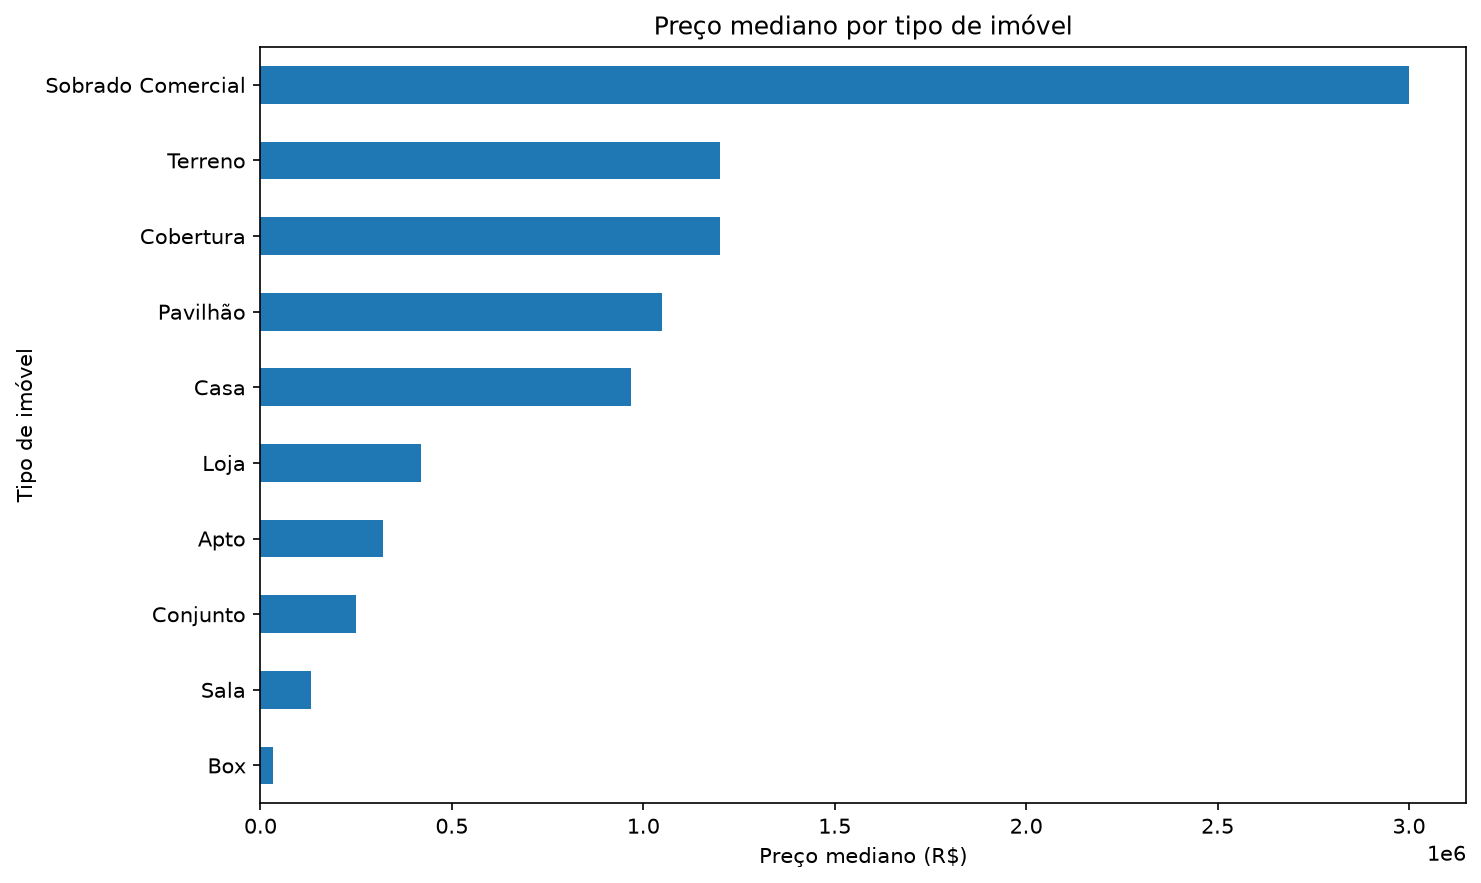 Preço mediano por tipo de imóvel
Sobrado Comercial
Terreno
Cobertura
Pavilhão
Casa
Loja
Apto
Conjunto
Sala
Box
Tipo de imóvel
0.0 0.5 1.0 1.5 2.0 2.5 3.0
1e6
Preço mediano (R$)